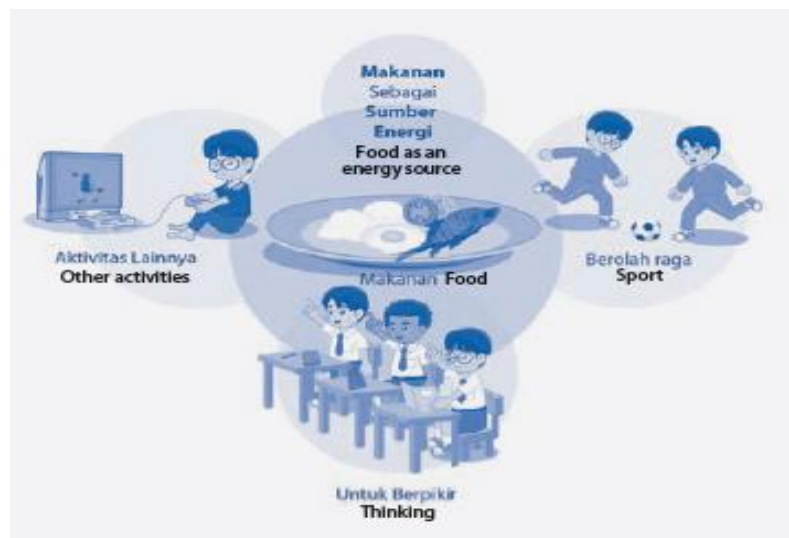 Makanan
Sebagai
Sumber
Energi
Food as an
energy source
Aktivitas Lainnya
Other activities
Makanan Food
Berolah raga
Sport
Untuk Berpikir
Thinking